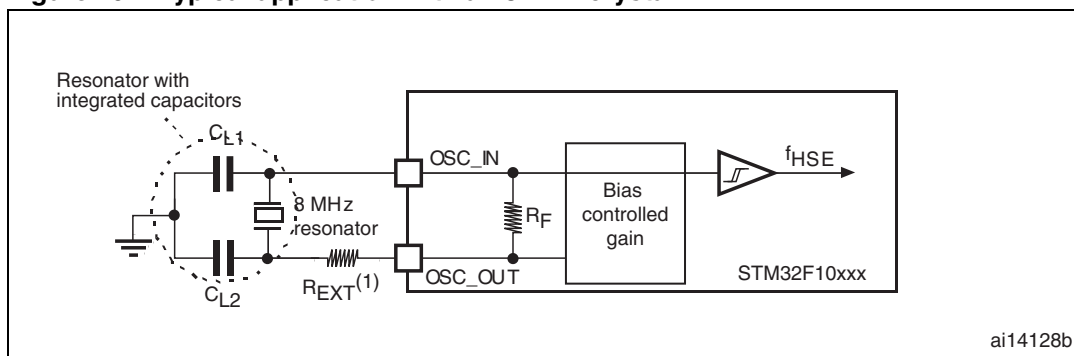 Resonator with
integrated capacitors
CL1
OSC_IN
fHSE
8 MHz
resonator
RF
Bias
controlled
gain
REXT(1)
OSC_OUT
STM32F10xxx
CL2
ai14128b